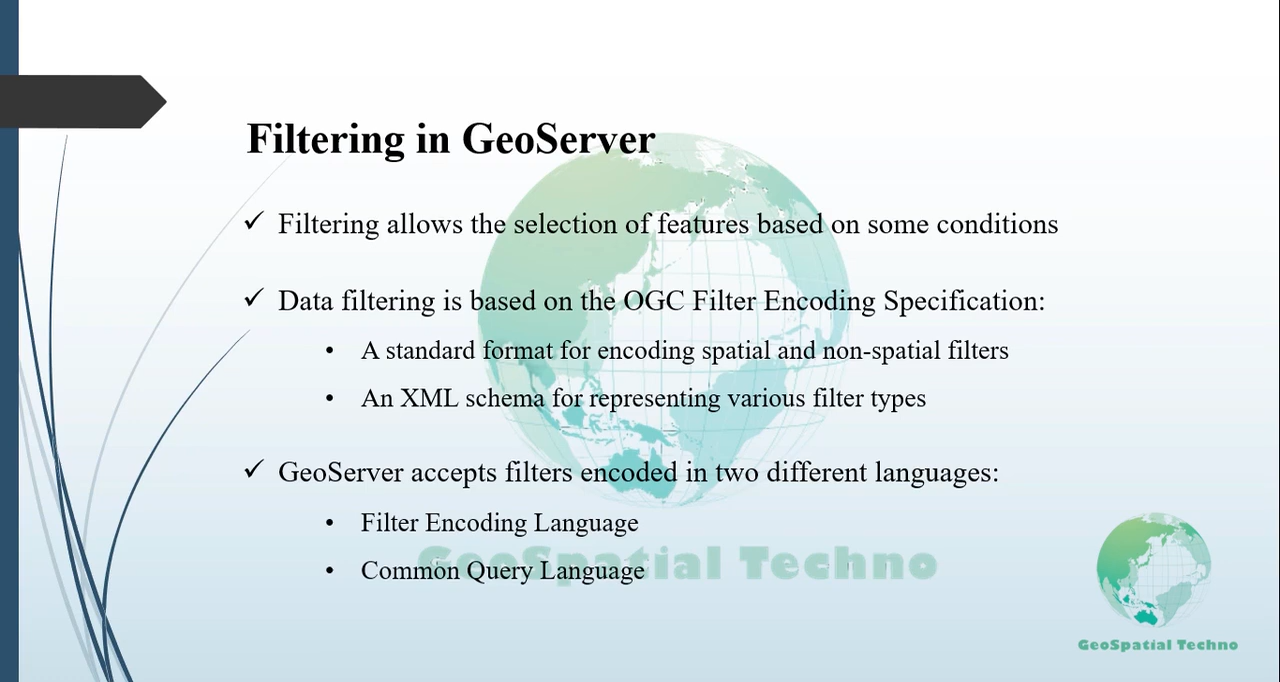 Filtering in GeoServer
✓ Filtering allows the selection of features based on some conditions
✓ Data filtering is based on the OGC Filter Encoding Specification:
• A standard format for encoding spatial and non-spatial filters
• An XML schema for representing various filter types
✓ GeoServer accepts filters encoded in two different languages:
• Filter Encoding Language
• Common Query Language
GeoSpatial Techno
GeoSpatial Techno